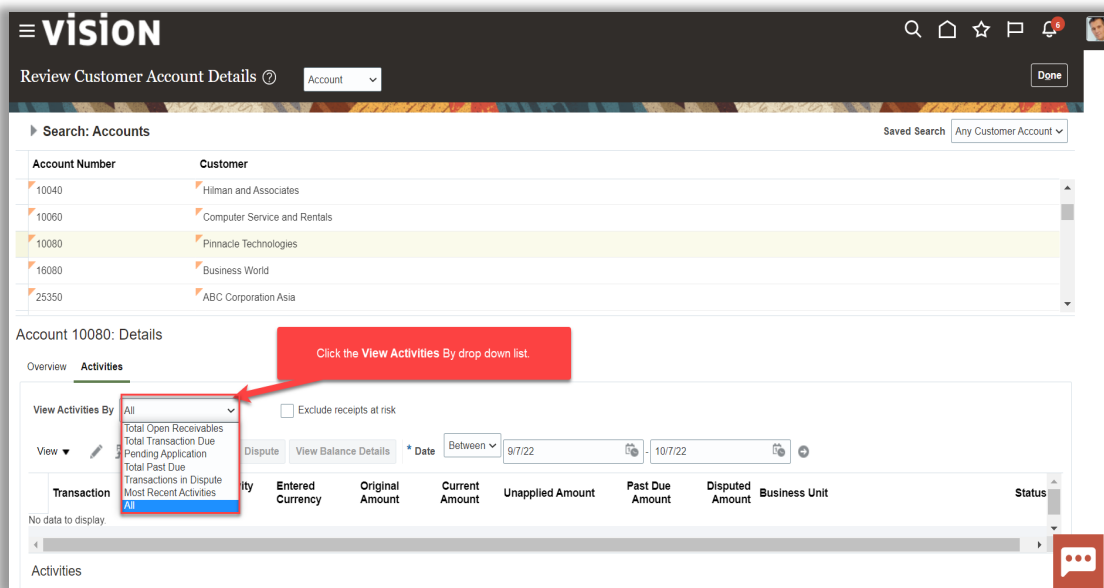 VISION
6
Review Customer Account Details ?
Account
Done
Search: Accounts
Saved Search Any Customer Account
Account Number Customer
10040 Hilman and Associates
10060 Computer Service and Rentals
10080 Pinnacle Technologies
16080 Business World
25350 ABC Corporation Asia
Account 10080: Details
Click the View Activities By drop down list.
Overview Activities
View Activities By All
Exclude receipts at risk
Total Open Receivables
Total Transaction Due
Pending Application
Total Past Due
Transactions in Dispute
Most Recent Activities
All
View Dispute View Balance Details * Date Between 9/7/22 - 10/7/22
Transaction Entered Currency Original Amount Current Amount Unapplied Amount Past Due Amount Disputed Amount Business Unit Status
No data to display.
Activities